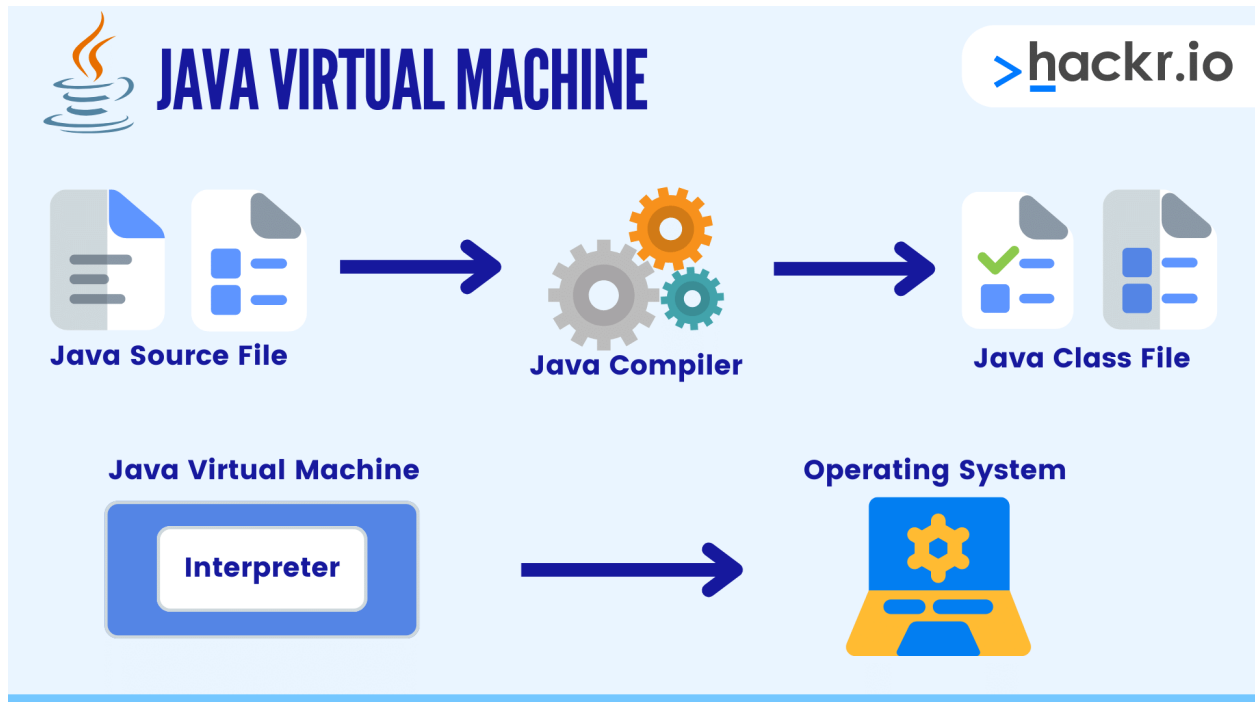 JAVA VIRTUAL MACHINE
>hackr.io
Java Source File
Java Compiler
Java Class File
Java Virtual Machine
Operating System
Interpreter